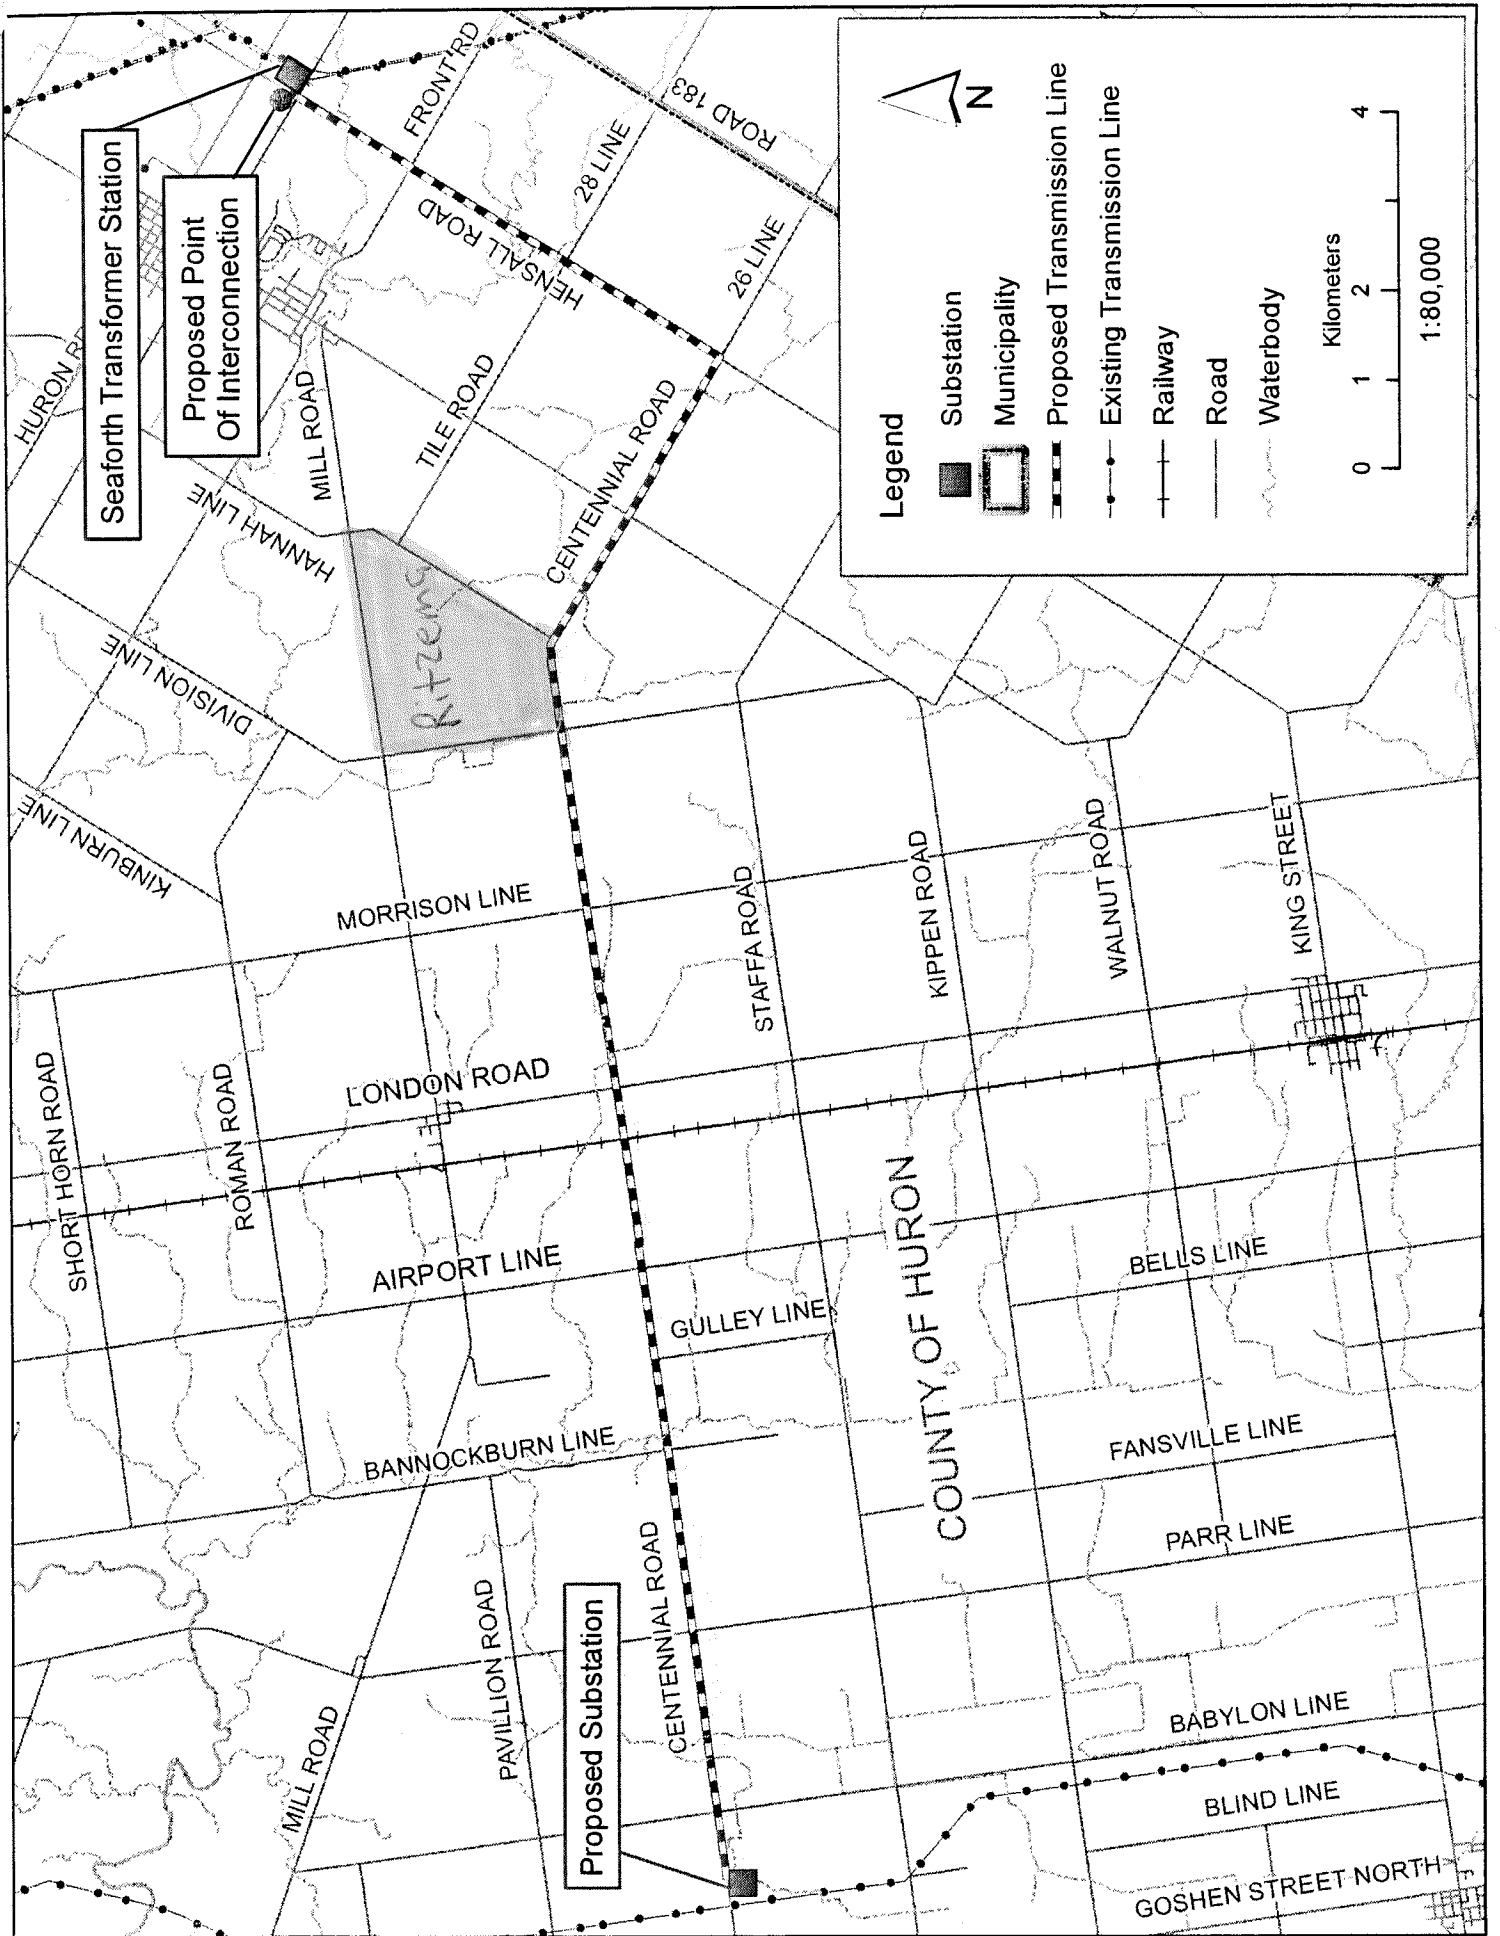 Seaforth Transformer Station
Proposed Point
Of Interconnection
HURON
FRONT RD
ROAD 183
28 LINE
HENSALL ROAD
26 LINE
MILL ROAD
TILE ROAD
HANNAH LINE
CENTENNIAL ROAD
Ritzema
DIVISION LINE
KINBURN LINE
MORRISON LINE
STAFFA ROAD
KIPPEN ROAD
WALNUT ROAD
KING STREET
SHORT HORN ROAD
ROMAN ROAD
LONDON ROAD
AIRPORT LINE
GULLEY LINE
COUNTY OF HURON
BELLS LINE
BANNOCKBURN LINE
FANSVILLE LINE
PARR LINE
MILL ROAD
PAVILLION ROAD
CENTENNIAL ROAD
Proposed Substation
BABYLON LINE
BLIND LINE
GOSHEN STREET NORTH
Legend
Substation
Municipality
Proposed Transmission Line
Existing Transmission Line
Railway
Road
Waterbody
N
Kilometers
0 1 2 4
1:80,000